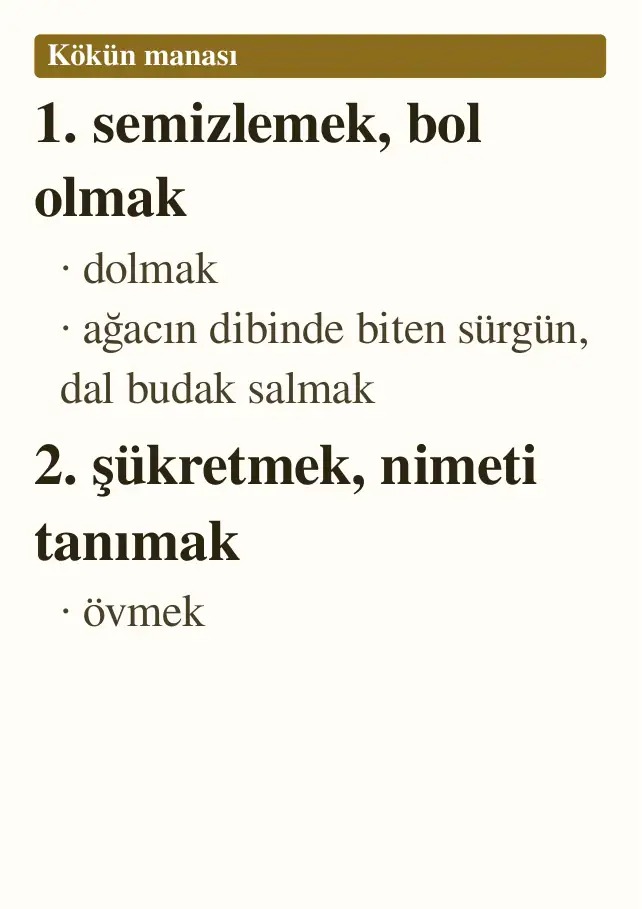 Kökün manası
1. semizlemek, bol
olmak
· dolmak
· ağacın dibinde biten sürgün,
dal budak salmak
2. şükretmek, nimeti
tanımak
· övmek